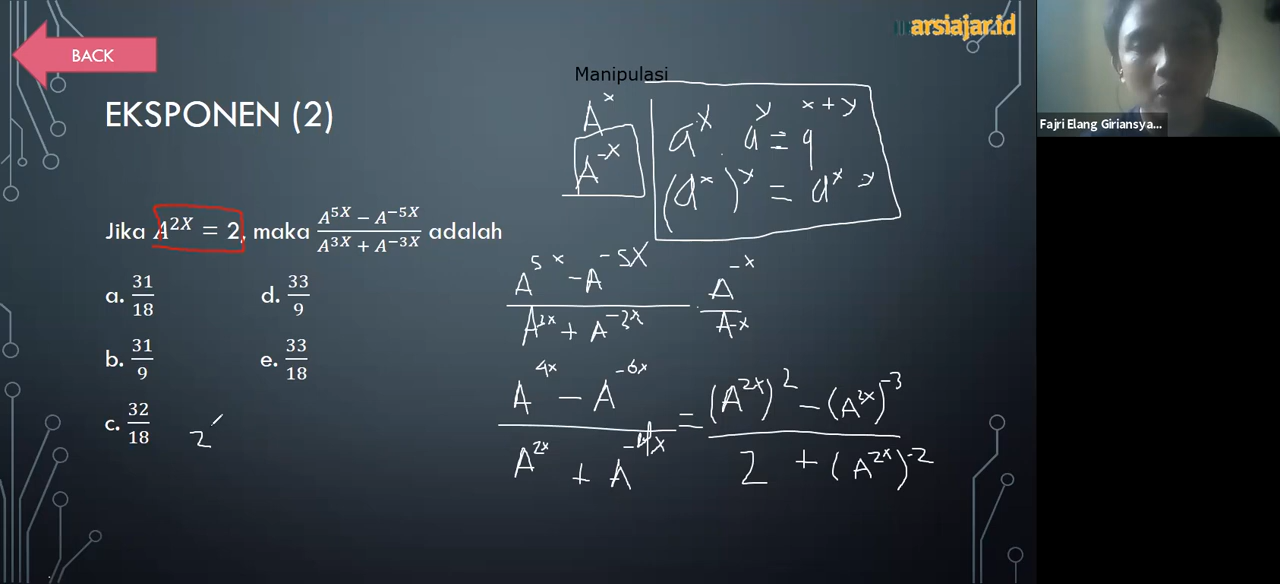 BACK
arsiajar.id
Fajri Elang Giriansya...
Manipulasi
EKSPONEN (2)
A^x
A^-x
a^x . a^y = a^x+y
(a^x)^y = a^x·y
Jika A^2X = 2, maka (A^5X − A^−5X)/(A^3X + A^−3X) adalah
a. 31/18
d. 33/9
b. 31/9
e. 33/18
c. 32/18
2
(A^5x − A^−5x)/(A^3x + A^−3x) · A^−x/A^−x
(A^4x − A^−6x)/(A^2x + A^−4x) = ((A^2x)^2 − (A^2x)^−3)/(2 + (A^2x)^−2)